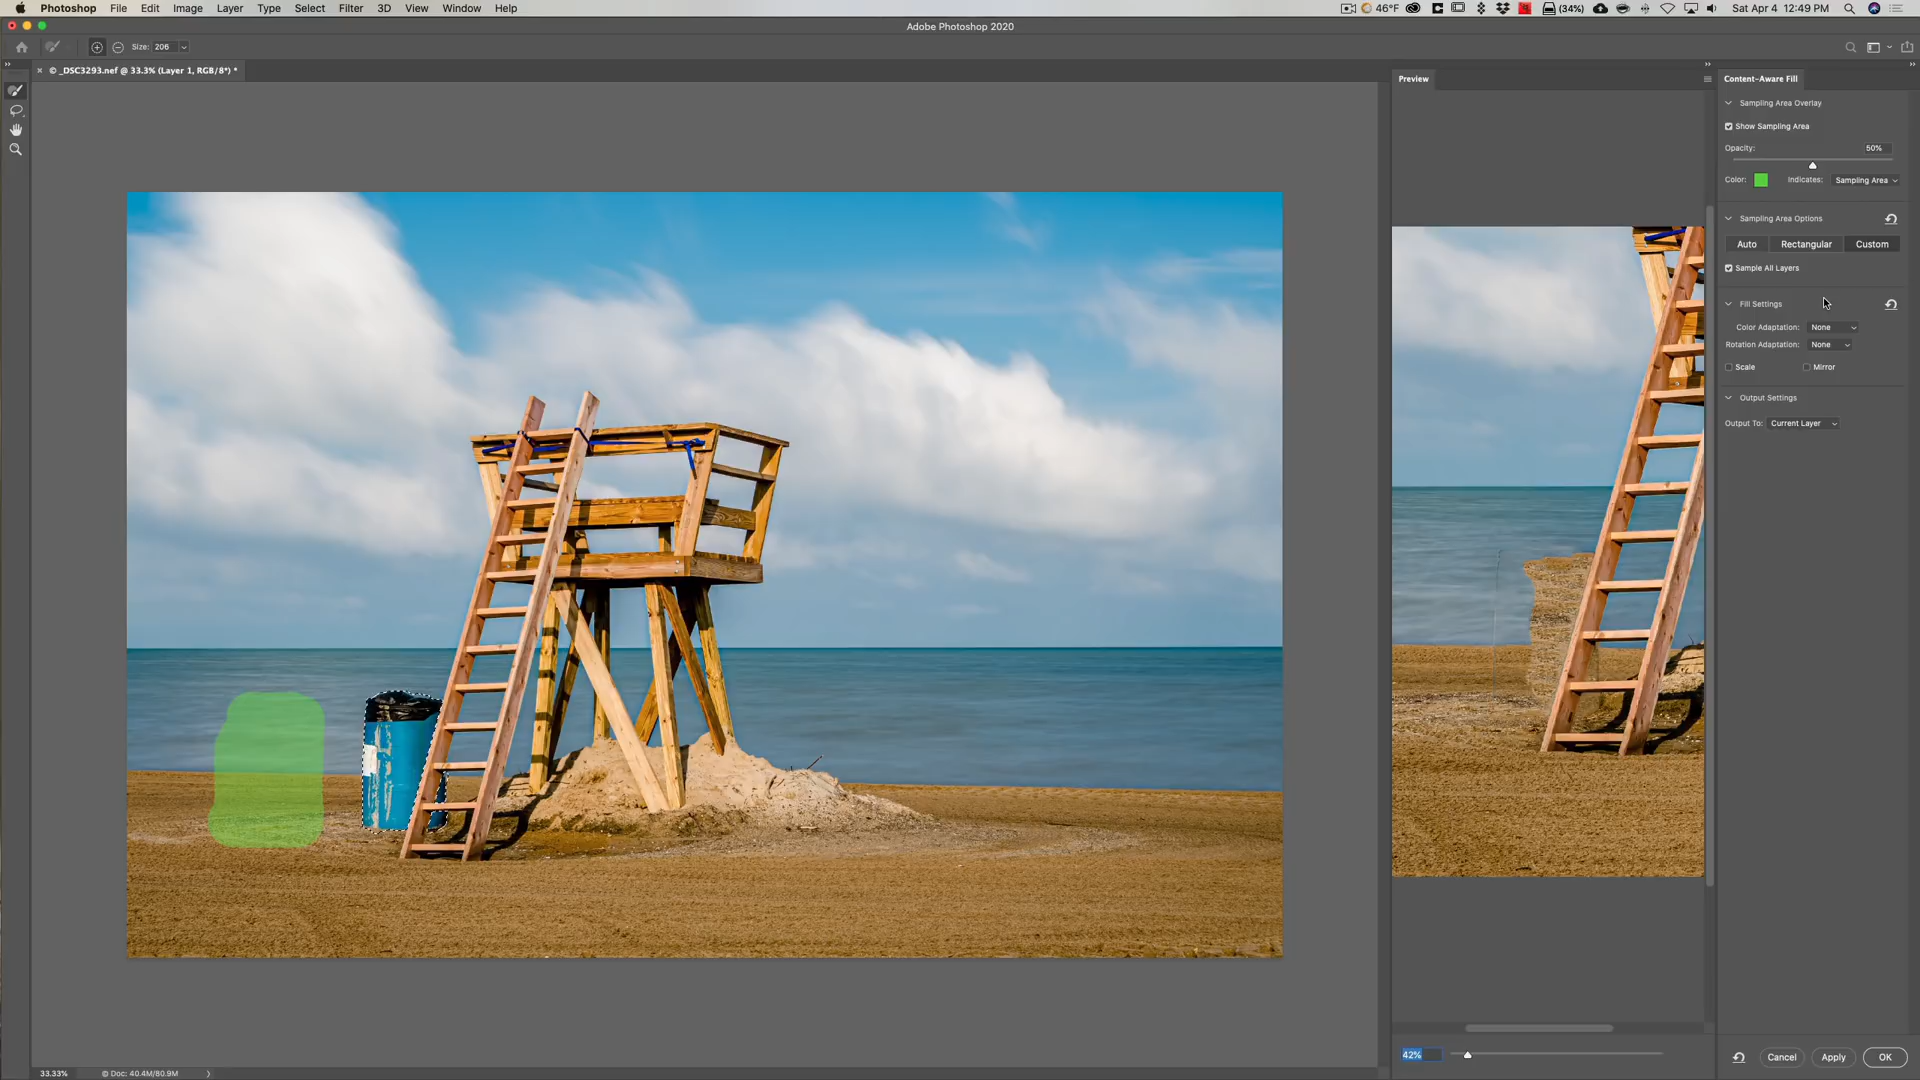 Photoshop File Edit Image Layer Type Select Filter 3D View Window Help
46°F (34%) Sat Apr 4 12:49 PM
Adobe Photoshop 2020
Size: 206
© _DSC3293.nef @ 33.3% (Layer 1, RGB/8*) *
Preview
Content-Aware Fill
Sampling Area Overlay
Show Sampling Area
Opacity: 50%
Color: Indicates: Sampling Area
Sampling Area Options
Auto Rectangular Custom
Sample All Layers
Fill Settings
Color Adaptation: None
Rotation Adaptation: None
Scale Mirror
Output Settings
Output To: Current Layer
42%
Cancel Apply OK
33.33% © Doc: 40.4M/80.9M